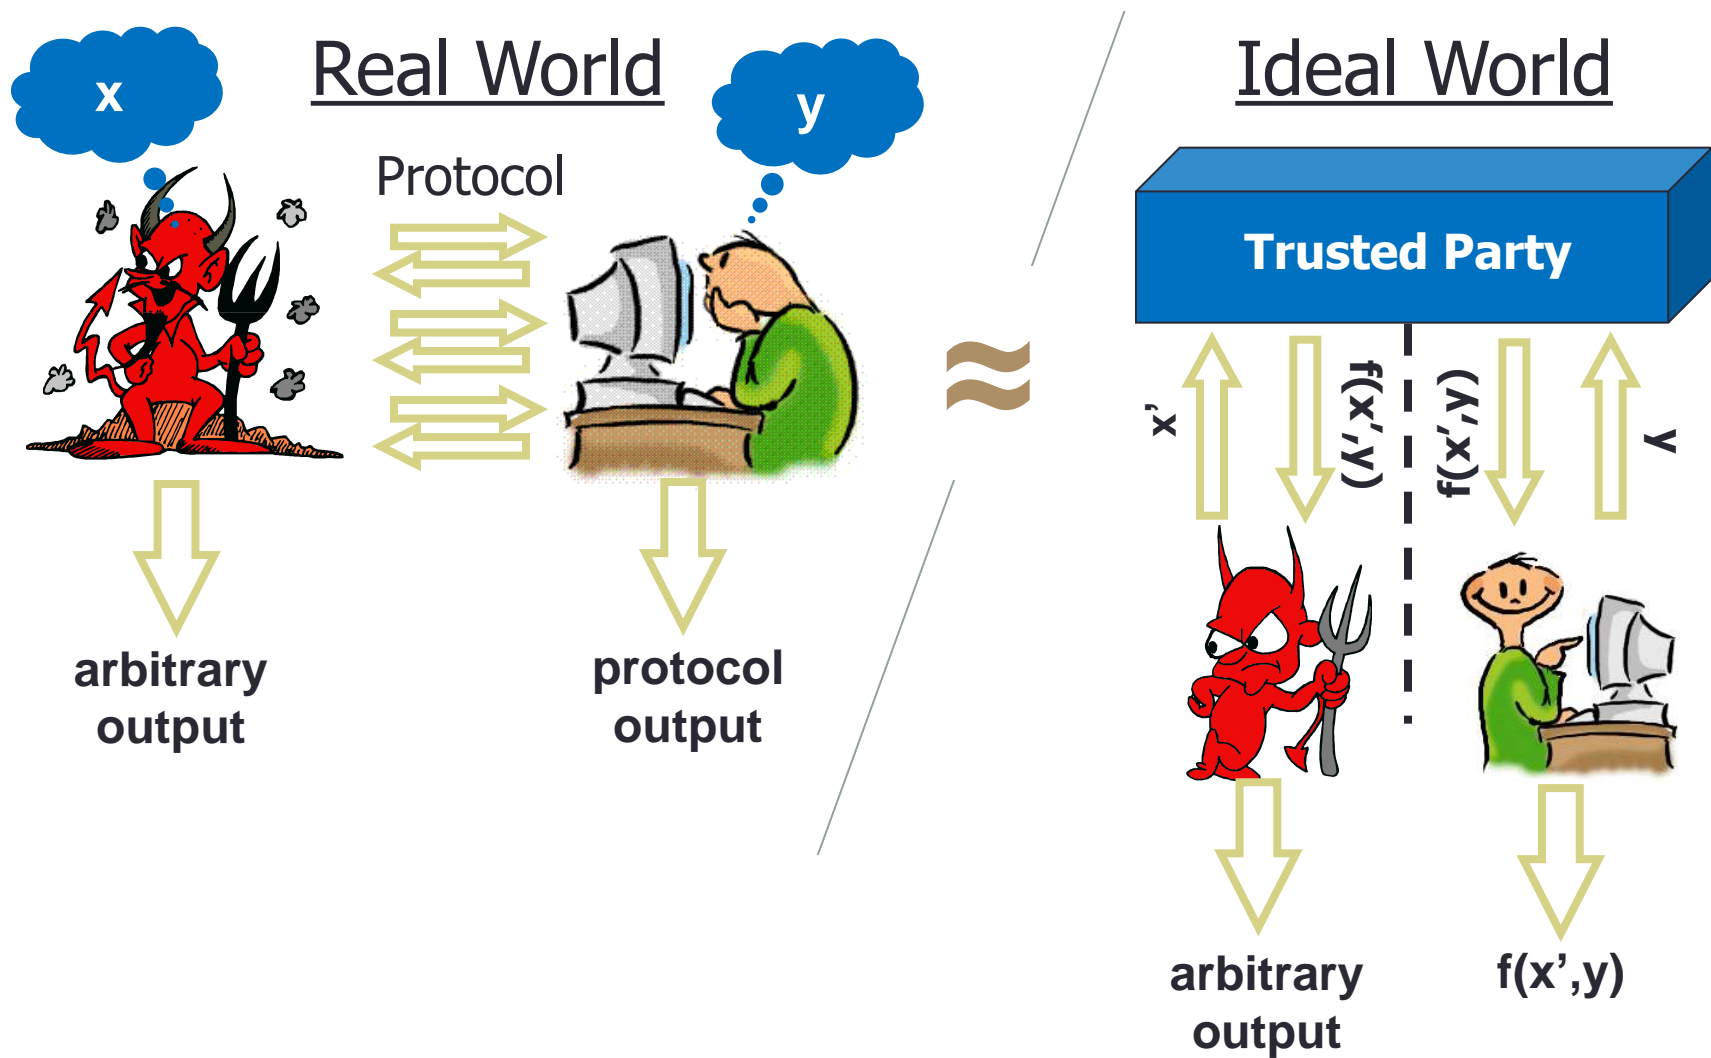 Real World
x
y
Protocol
arbitrary
output
protocol
output
≈
Ideal World
Trusted Party
x’
f(x’,y)
f(x’,y)
y
arbitrary
output
f(x’,y)